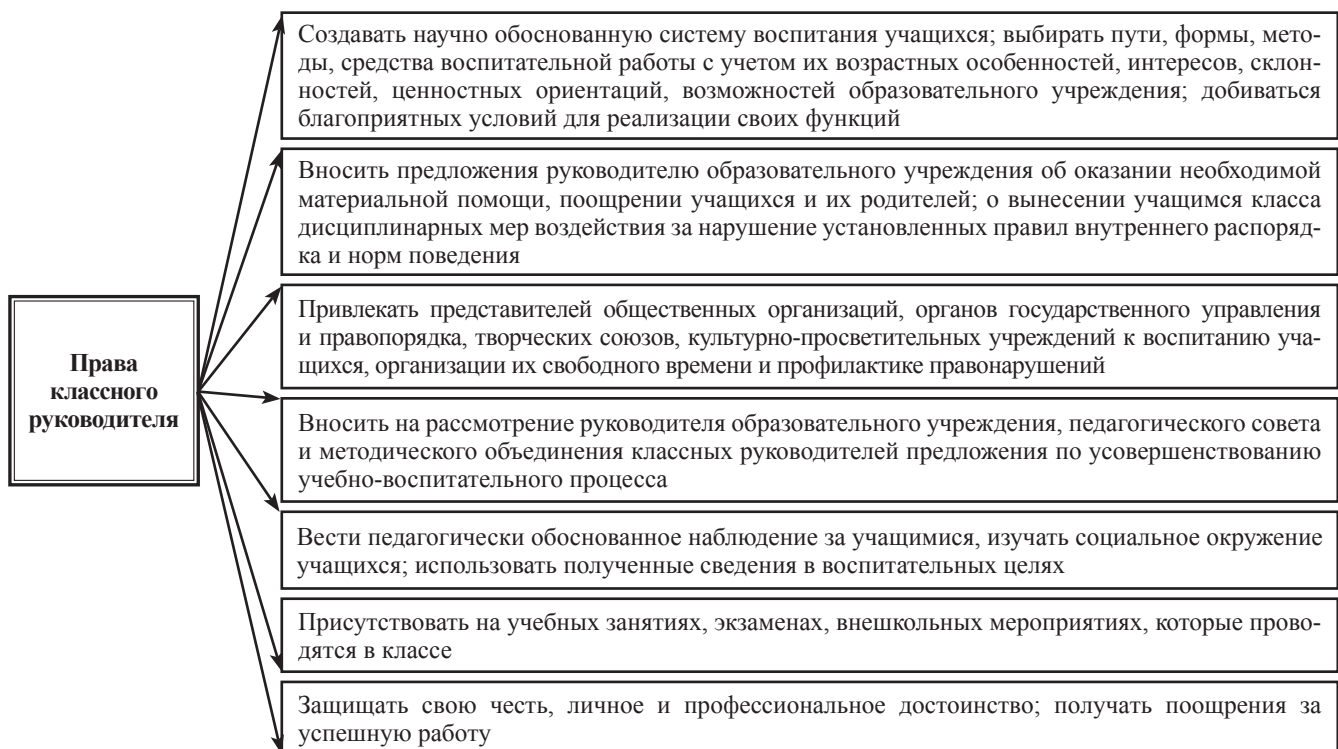 Создавать научно обоснованную систему воспитания учащихся; выбирать пути, формы, мето-
ды, средства воспитательной работы с учетом их возрастных особенностей, интересов, склон-
ностей, ценностных ориентаций, возможностей образовательного учреждения; добиваться
благоприятных условий для реализации своих функций
Вносить предложения руководителю образовательного учреждения об оказании необходимой
материальной помощи, поощрении учащихся и их родителей; о вынесении учащимся класса
дисциплинарных мер воздействия за нарушение установленных правил внутреннего распоряд-
ка и норм поведения
Права
классного
руководителя
Привлекать представителей общественных организаций, органов государственного управления
и правопорядка, творческих союзов, культурно-просветительных учреждений к воспитанию уча-
щихся, организации их свободного времени и профилактике правонарушений
Вносить на рассмотрение руководителя образовательного учреждения, педагогического совета
и методического объединения классных руководителей предложения по усовершенствованию
учебно-воспитательного процесса
Вести педагогически обоснованное наблюдение за учащимися, изучать социальное окружение
учащихся; использовать полученные сведения в воспитательных целях
Присутствовать на учебных занятиях, экзаменах, внешкольных мероприятиях, которые прово-
дятся в классе
Защищать свою честь, личное и профессиональное достоинство; получать поощрения за
успешную работу